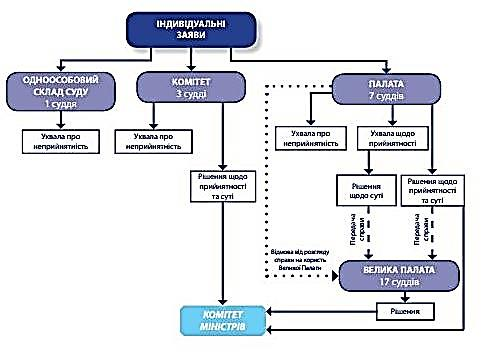 ІНДИВІДУАЛЬНІ
ЗАЯВИ
ОДНООСОБОВИЙ
СКЛАД СУДУ
1 суддя
КОМІТЕТ
3 судді
ПАЛАТА
7 суддів
Ухвала про
неприйнятність
Ухвала про
неприйнятність
Ухвала про
неприйнятність
Ухвала щодо
прийнятності
Рішення щодо
прийнятності
та суті
Рішення
щодо суті
Рішення щодо
прийнятності
та суті
Передача
справи
Передача
справи
Відмова від розгляду
справи на користь
Великої Палати
ВЕЛИКА ПАЛАТА
17 суддів
Рішення
КОМІТЕТ
МІНІСТРІВ